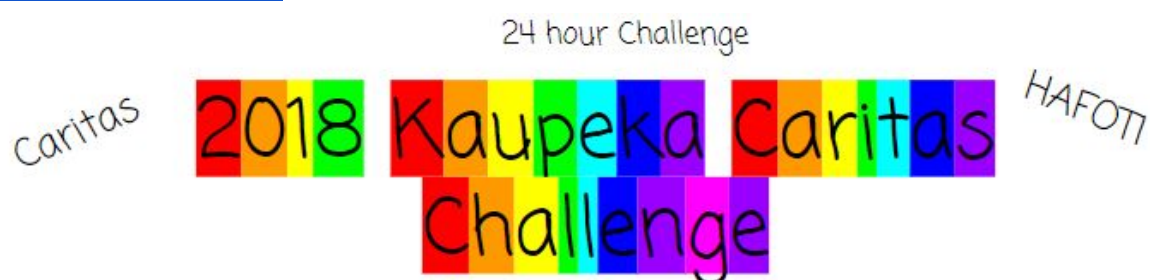 24 hour Challenge
Caritas
2018 Kaupeka Caritas
HAFOTI
Challenge